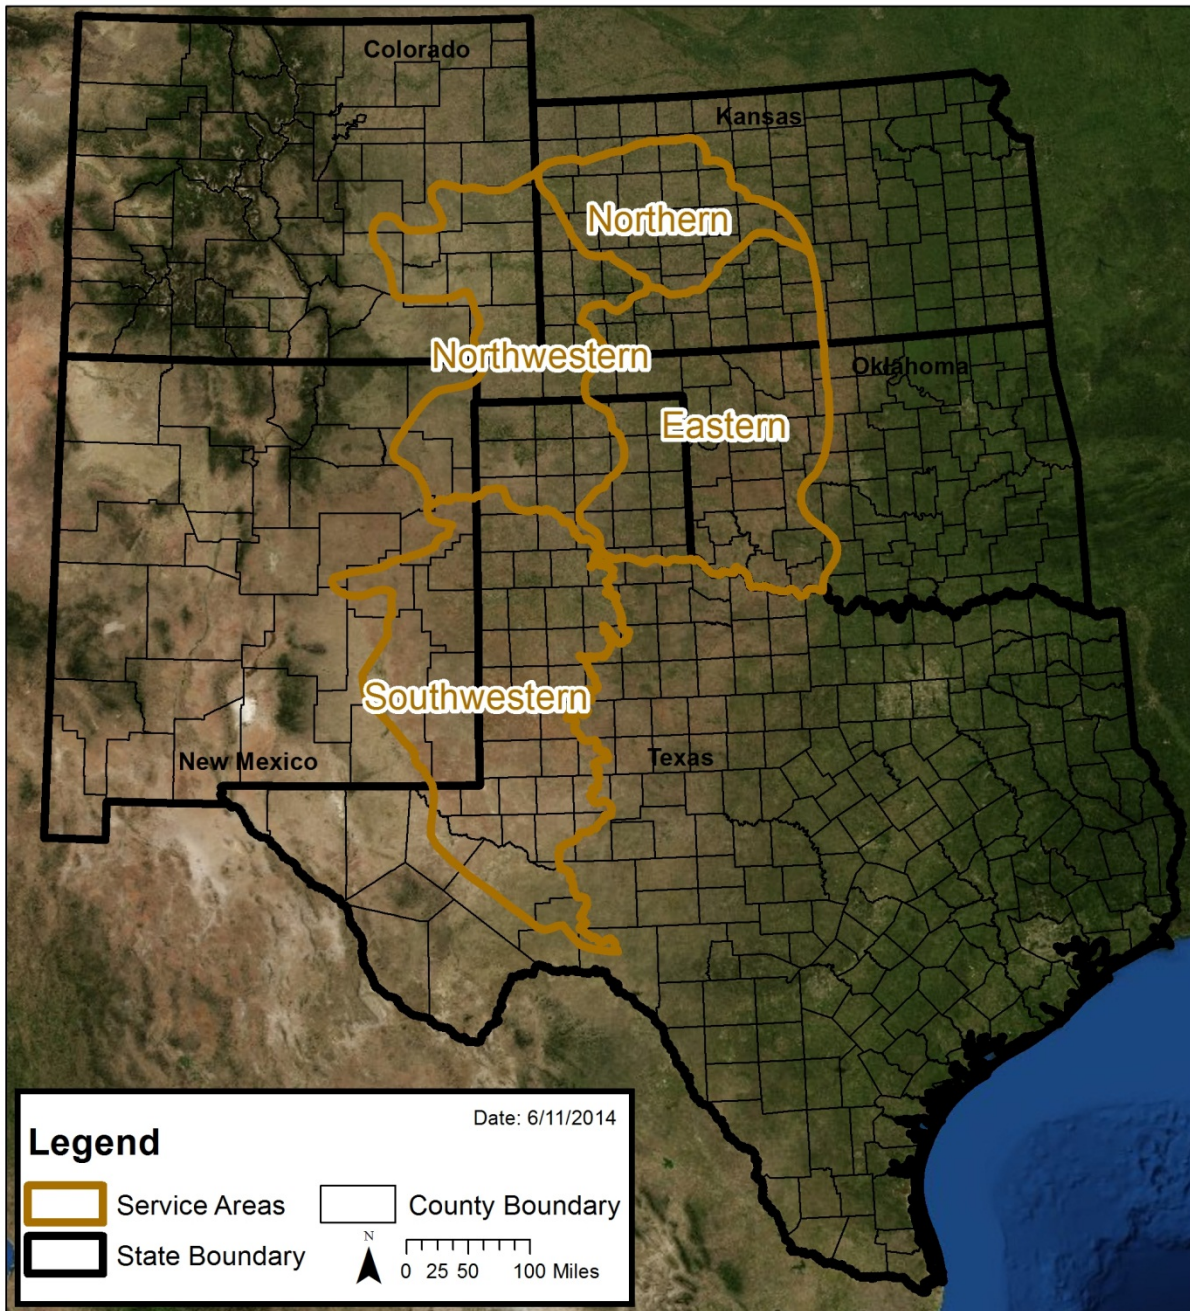 Colorado
Kansas
Northern
Northwestern
Oklahoma
Eastern
Southwestern
New Mexico
Texas
Date: 6/11/2014
Legend
Service Areas
County Boundary
State Boundary
N
0 25 50 100 Miles